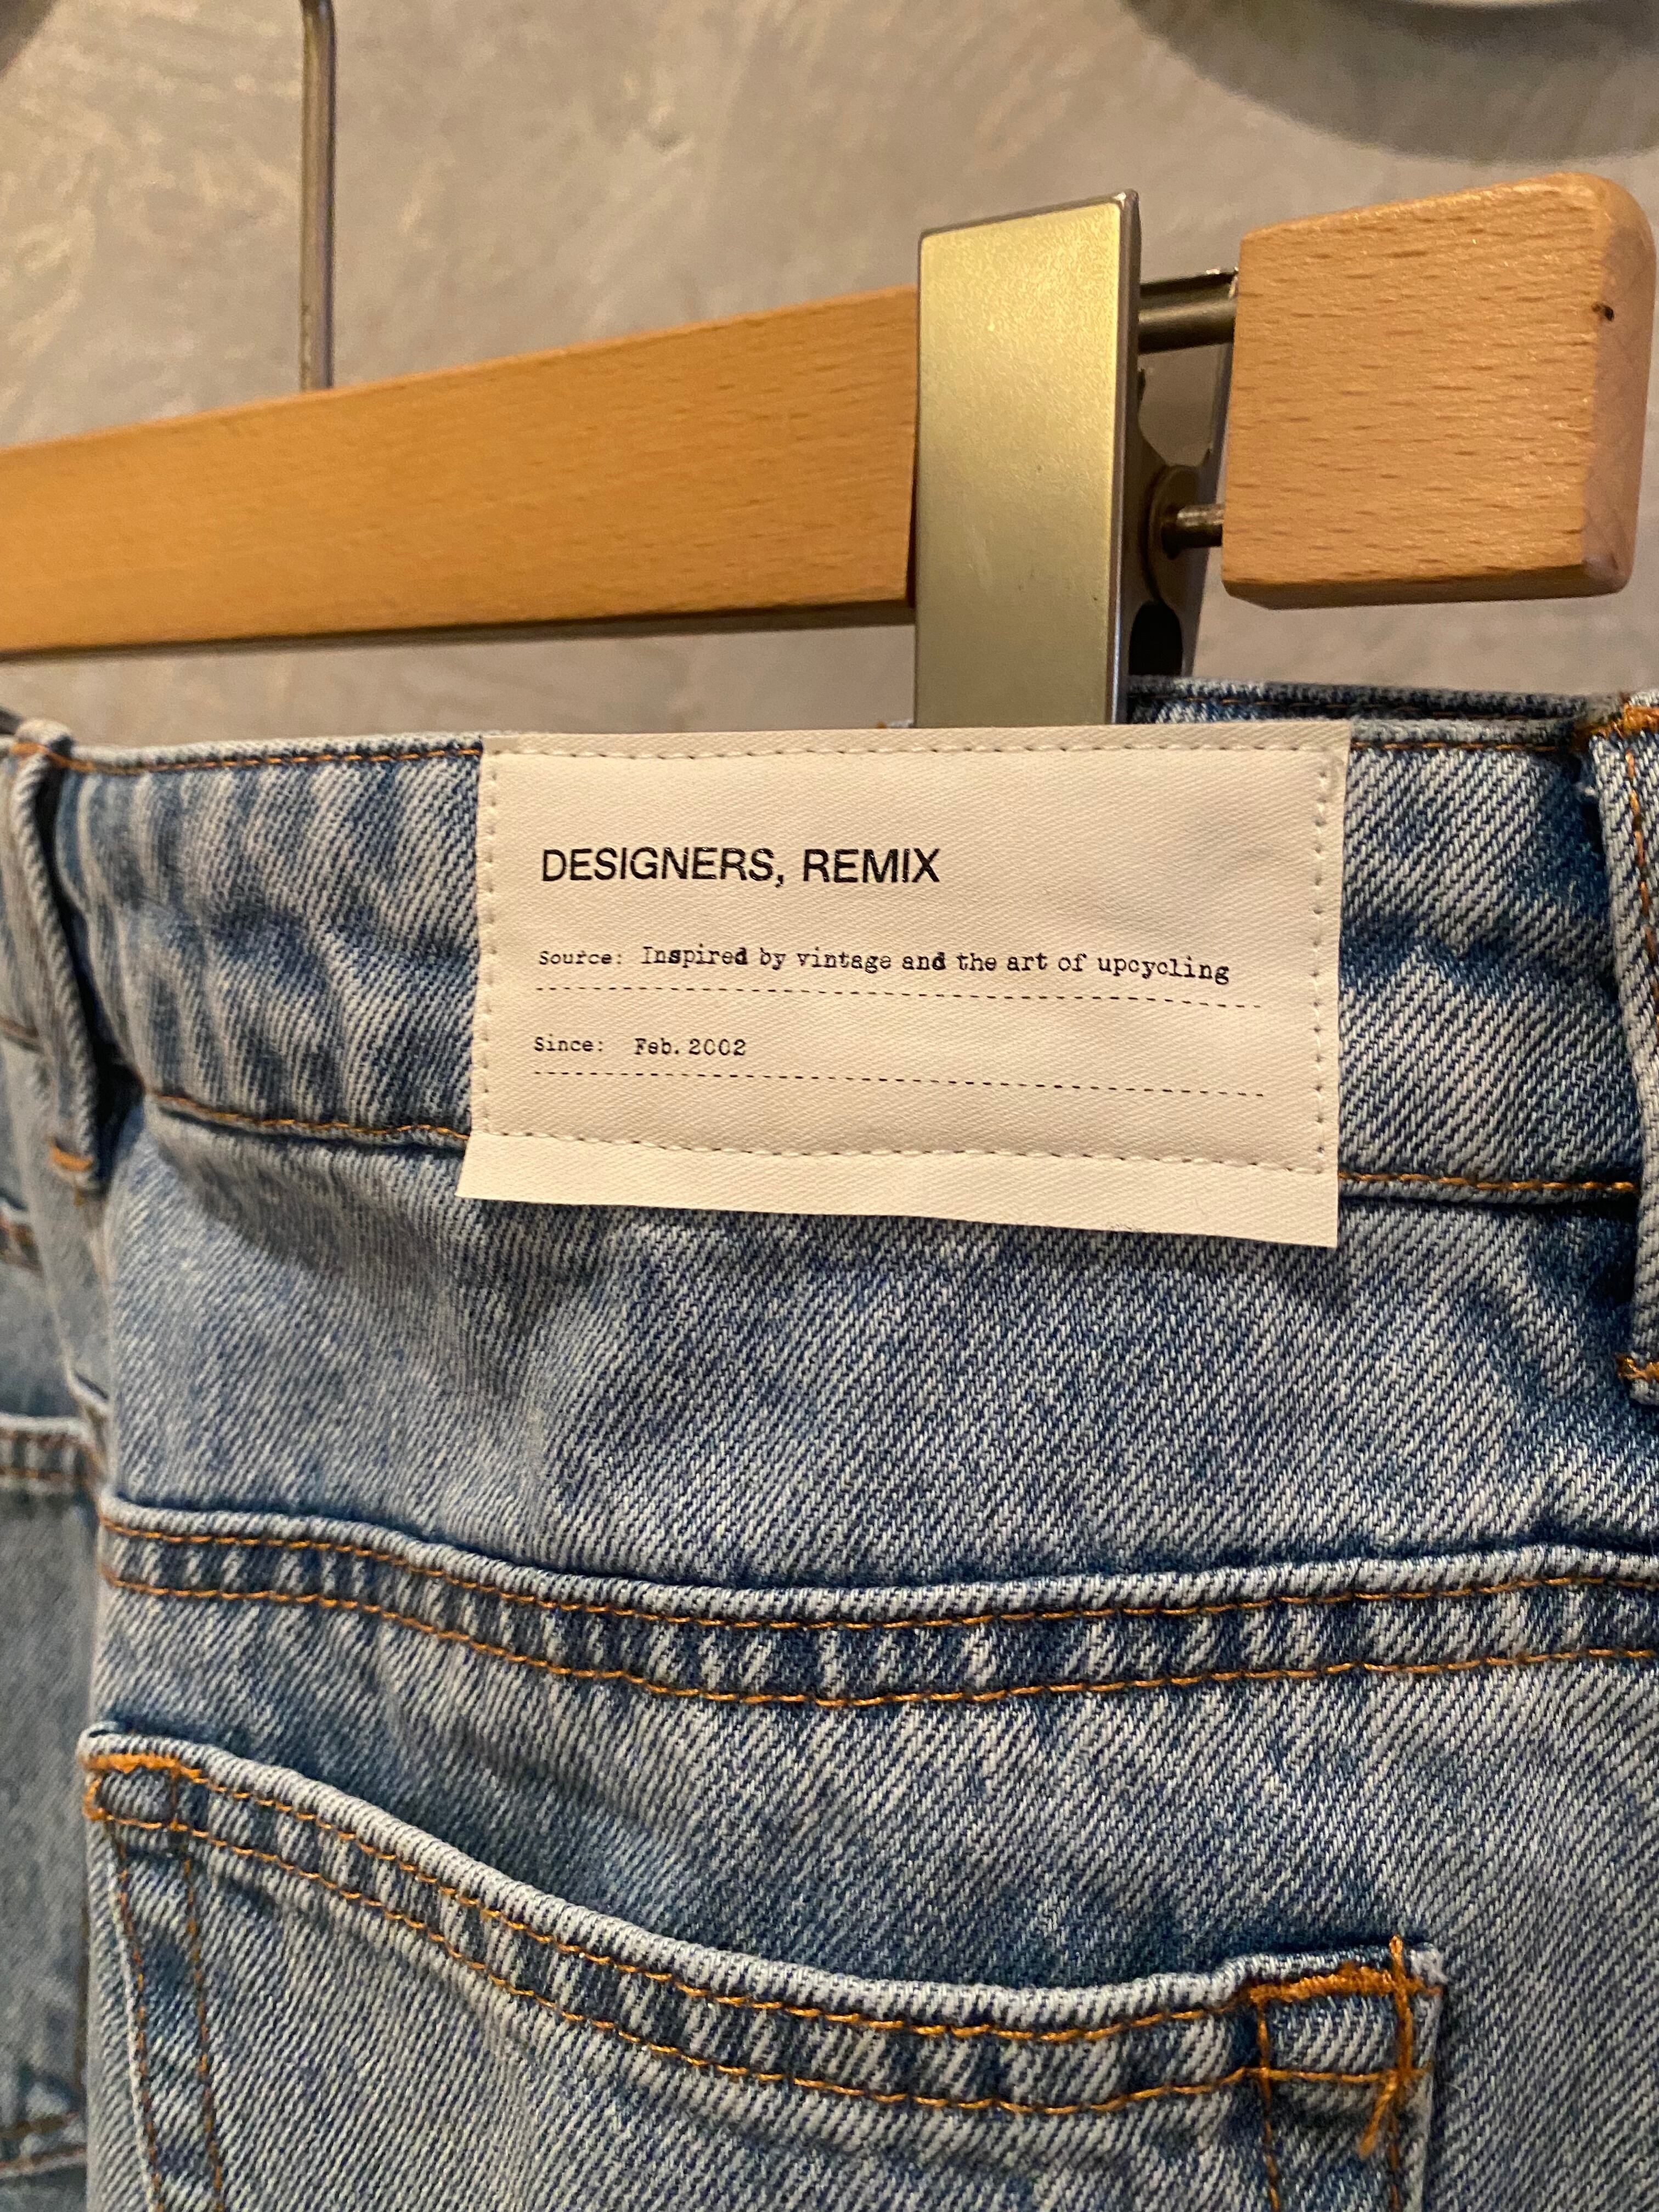 DESIGNERS, REMIX
Source: Inspired by vintage and the art of upcycling
Since: Feb. 2002